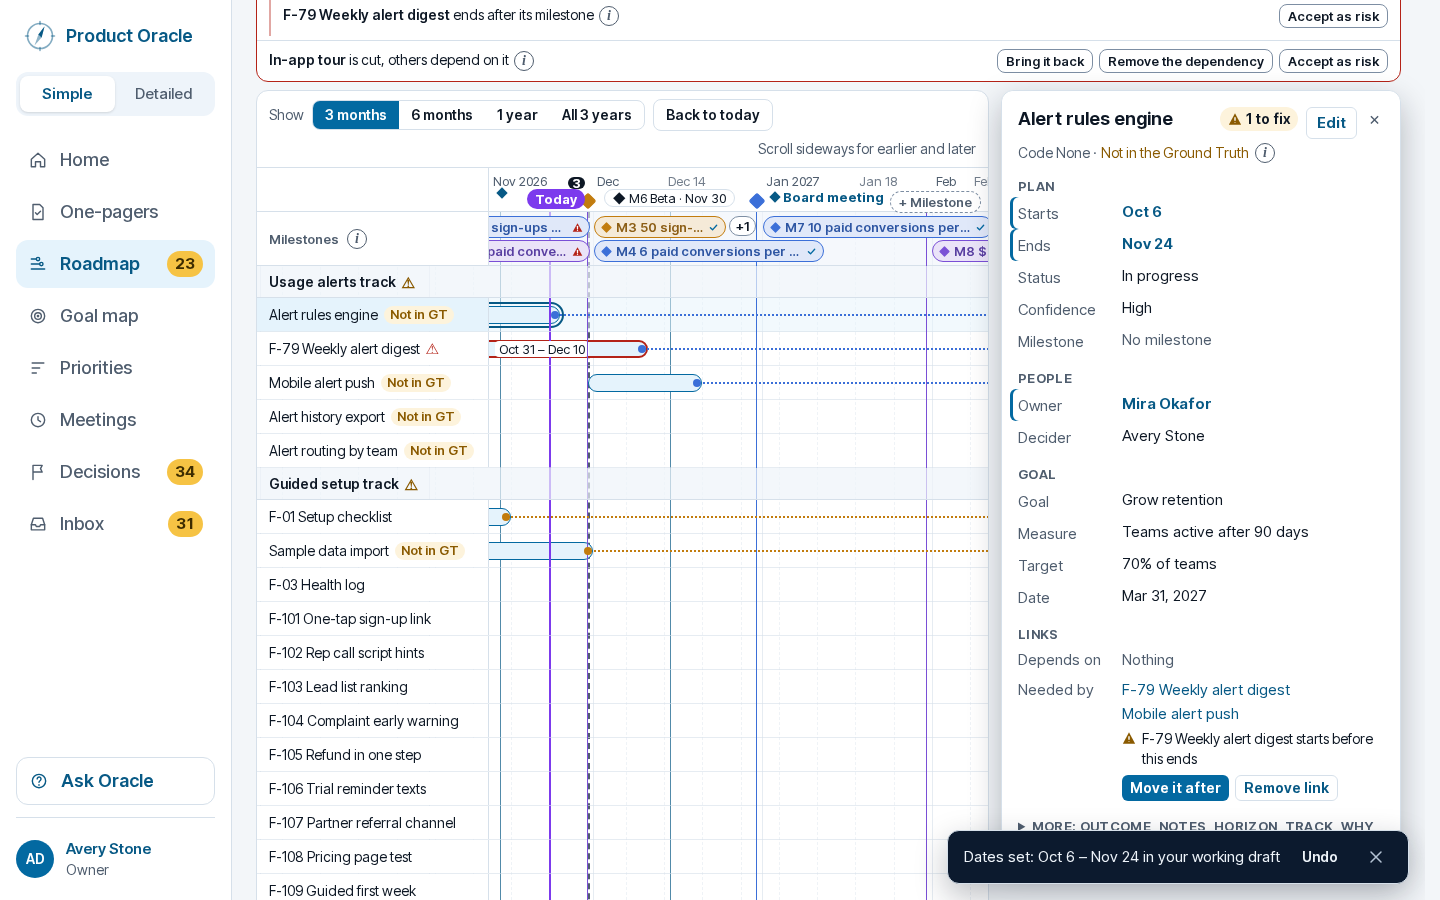 Product Oracle
Simple
Detailed
Home
One-pagers
Roadmap
23
Goal map
Priorities
Meetings
Decisions
34
Inbox
31
Ask Oracle
AD
Avery Stone
Owner
F-79 Weekly alert digest ends after its milestone i
Accept as risk
In-app tour is cut, others depend on it i
Bring it back
Remove the dependency
Accept as risk
Show
3 months
6 months
1 year
All 3 years
Back to today
Scroll sideways for earlier and later
Nov 2026
3
Dec
Dec 14
Jan 2027
Jan 18
Feb
Fe
Today
M6 Beta · Nov 30
Board meeting
+ Milestone
Milestones i
sign-ups ...
M3 50 sign-...
+1
M7 10 paid conversions per...
paid conve...
M4 6 paid conversions per ...
M8 $
Usage alerts track
Alert rules engine Not in GT
F-79 Weekly alert digest
Oct 31 – Dec 10
Mobile alert push Not in GT
Alert history export Not in GT
Alert routing by team Not in GT
Guided setup track
F-01 Setup checklist
Sample data import Not in GT
F-03 Health log
F-101 One-tap sign-up link
F-102 Rep call script hints
F-103 Lead list ranking
F-104 Complaint early warning
F-105 Refund in one step
F-106 Trial reminder texts
F-107 Partner referral channel
F-108 Pricing page test
F-109 Guided first week
Alert rules engine
1 to fix
Edit
×
Code None · Not in the Ground Truth i
PLAN
Starts Oct 6
Ends Nov 24
Status In progress
Confidence High
Milestone No milestone
PEOPLE
Owner Mira Okafor
Decider Avery Stone
GOAL
Goal Grow retention
Measure Teams active after 90 days
Target 70% of teams
Date Mar 31, 2027
LINKS
Depends on Nothing
Needed by F-79 Weekly alert digest
Mobile alert push
F-79 Weekly alert digest starts before
this ends
Move it after
Remove link
MORE: OUTCOME, NOTES, HORIZON, TRACK, WHY
Dates set: Oct 6 – Nov 24 in your working draft
Undo